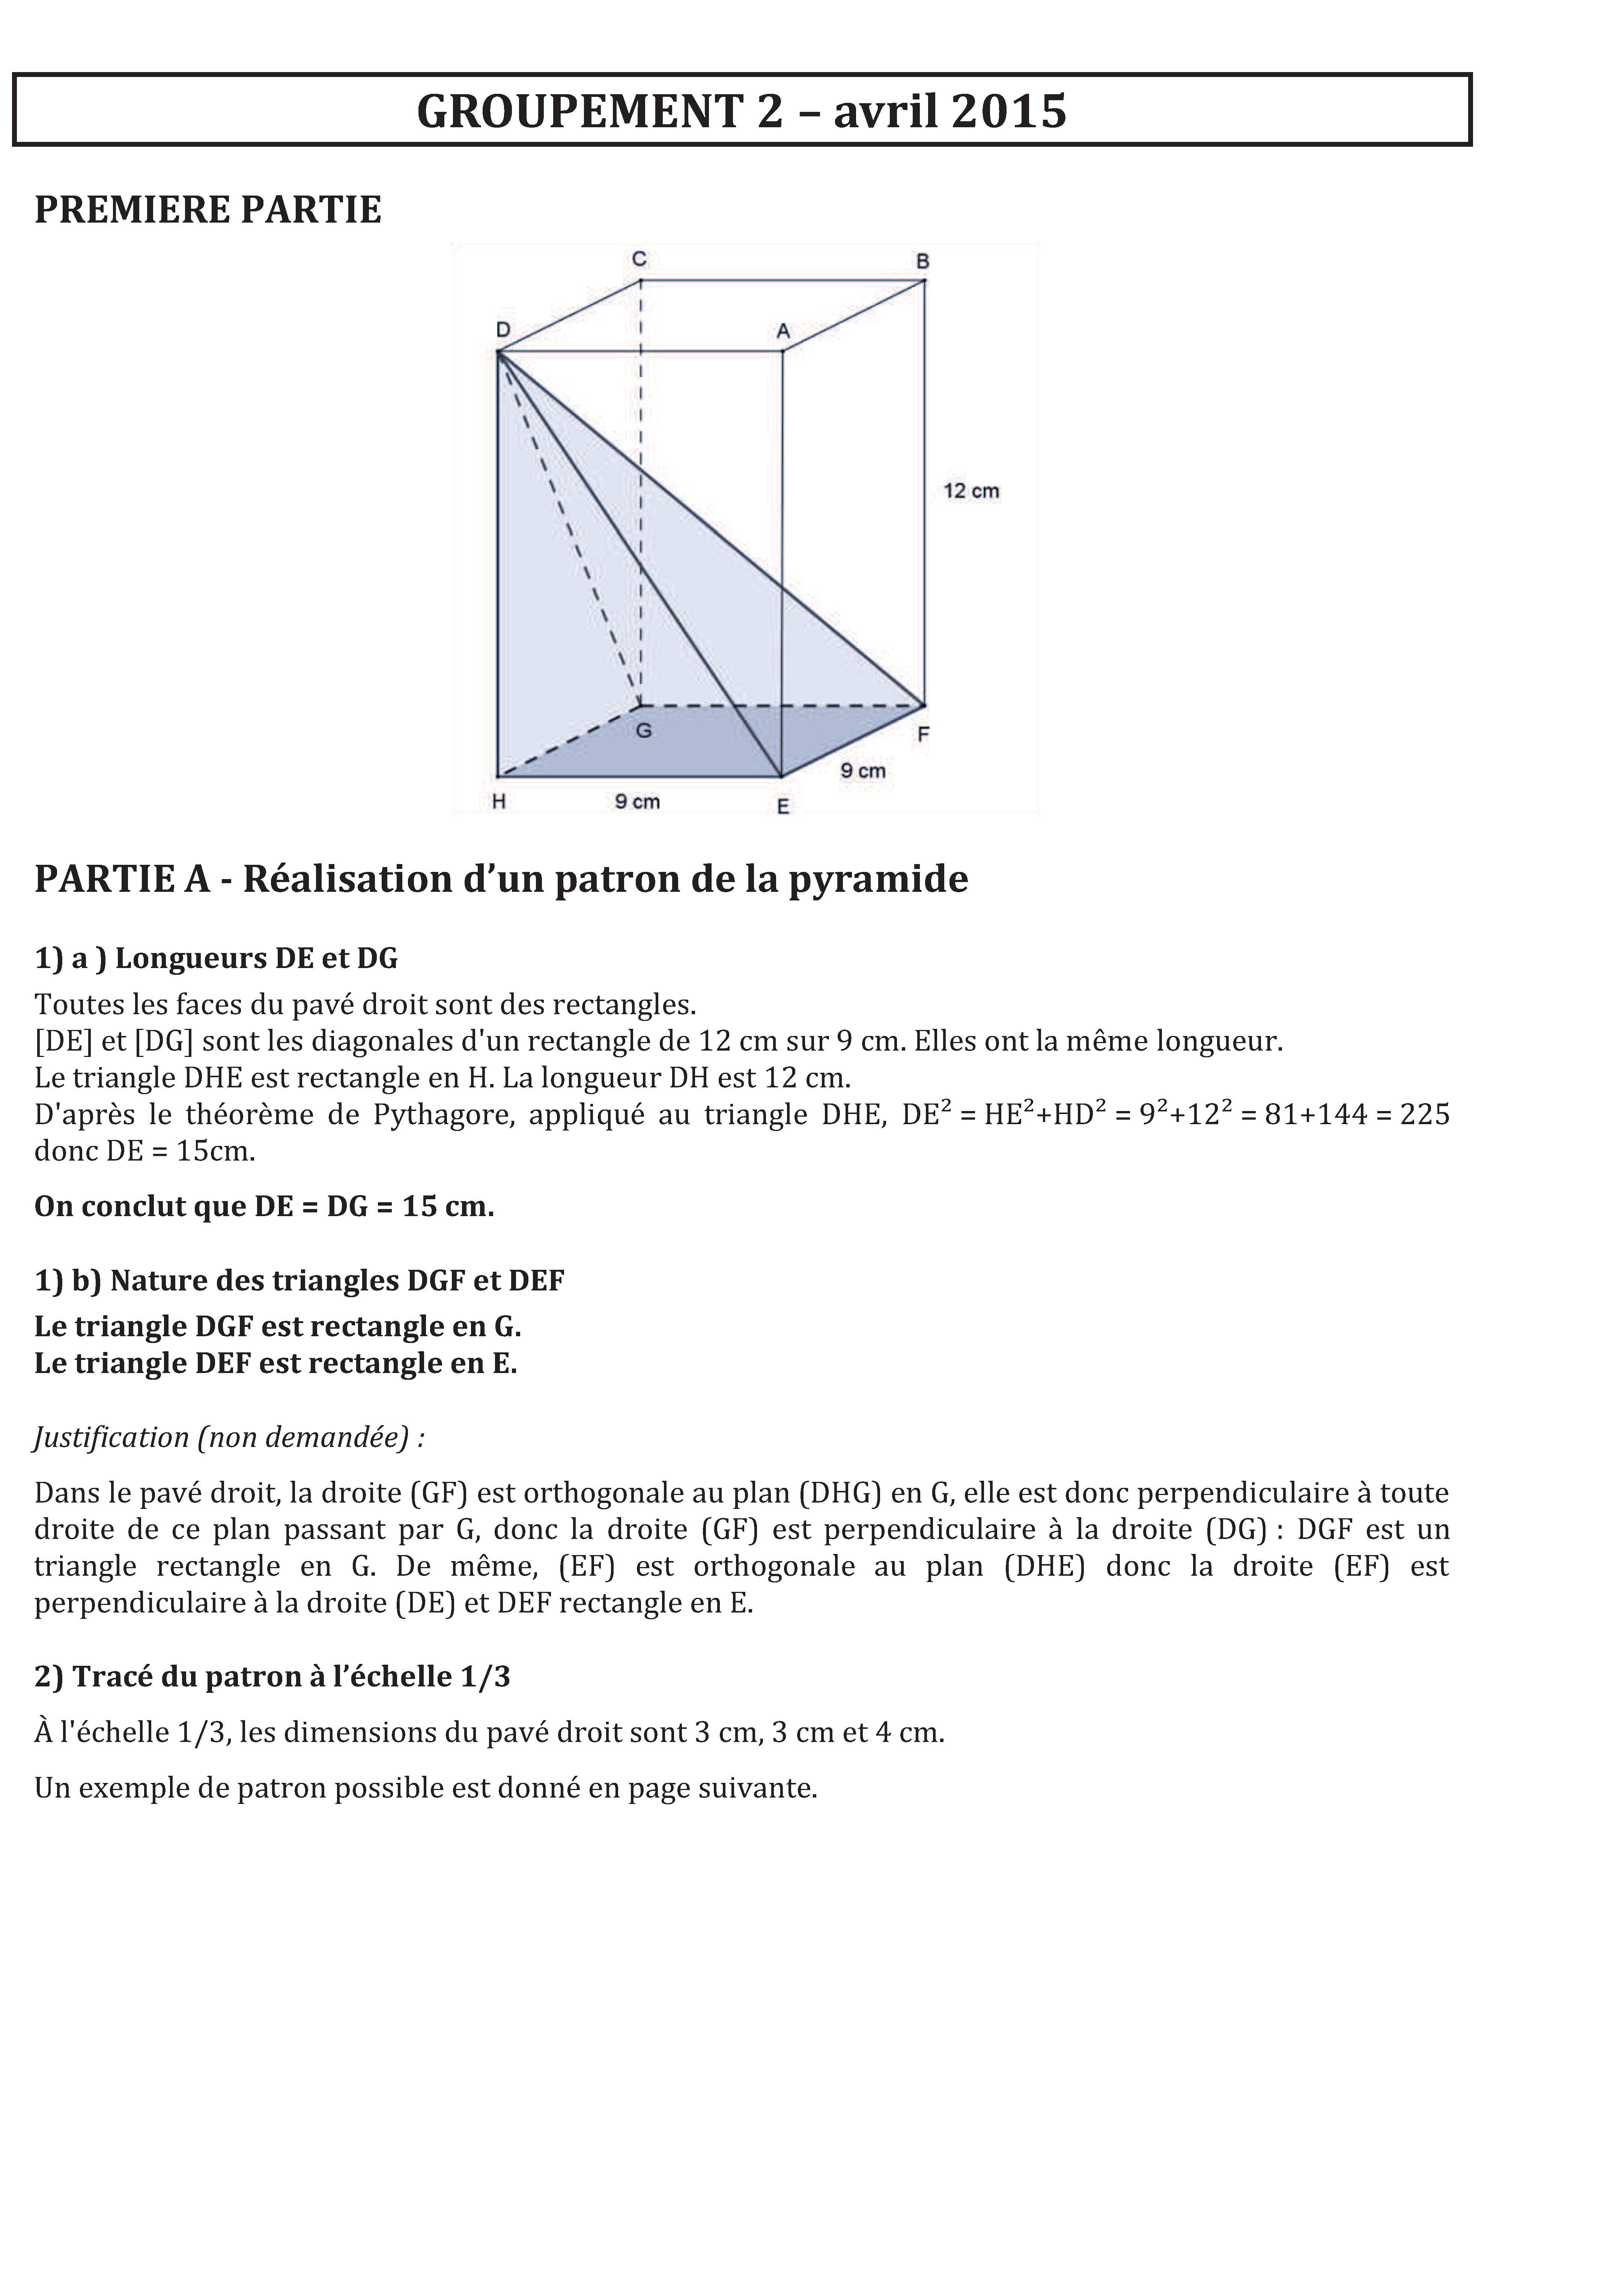 GROUPEMENT 2 – avril 2015
PREMIERE PARTIE
C
B
D
A
12 cm
G
F
9 cm
H
9 cm
E
PARTIE A - Réalisation d’un patron de la pyramide
1) a ) Longueurs DE et DG
Toutes les faces du pavé droit sont des rectangles.
[DE] et [DG] sont les diagonales d'un rectangle de 12 cm sur 9 cm. Elles ont la même longueur.
Le triangle DHE est rectangle en H. La longueur DH est 12 cm.
D'après le théorème de Pythagore, appliqué au triangle DHE, DE² = HE²+HD² = 9²+12² = 81+144 = 225
donc DE = 15cm.
On conclut que DE = DG = 15 cm.
1) b) Nature des triangles DGF et DEF
Le triangle DGF est rectangle en G.
Le triangle DEF est rectangle en E.
Justification (non demandée) :
Dans le pavé droit, la droite (GF) est orthogonale au plan (DHG) en G, elle est donc perpendiculaire à toute
droite de ce plan passant par G, donc la droite (GF) est perpendiculaire à la droite (DG) : DGF est un
triangle rectangle en G. De même, (EF) est orthogonale au plan (DHE) donc la droite (EF) est
perpendiculaire à la droite (DE) et DEF rectangle en E.
2) Tracé du patron à l’échelle 1/3
À l'échelle 1/3, les dimensions du pavé droit sont 3 cm, 3 cm et 4 cm.
Un exemple de patron possible est donné en page suivante.